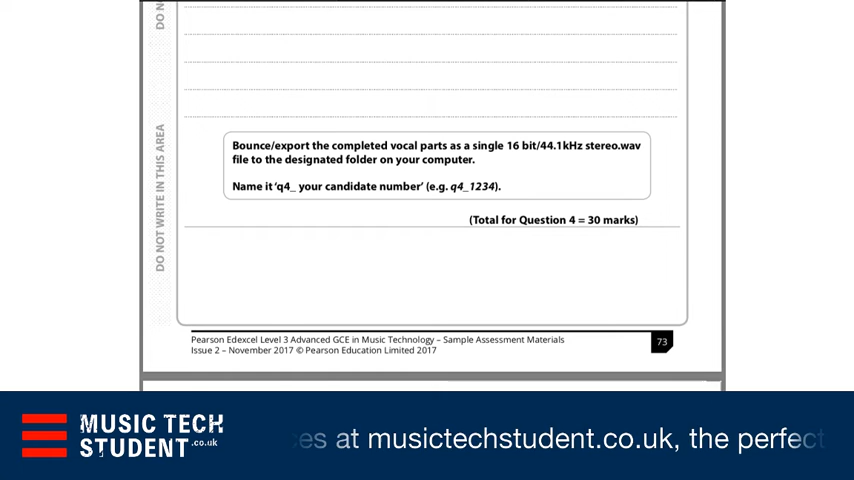 DO NOT WRITE IN THIS AREA
Bounce/export the completed vocal parts as a single 16 bit/44.1kHz stereo.wav
file to the designated folder on your computer.
Name it ‘q4_ your candidate number’ (e.g. q4_1234).
(Total for Question 4 = 30 marks)
Pearson Edexcel Level 3 Advanced GCE in Music Technology – Sample Assessment Materials
Issue 2 – November 2017 © Pearson Education Limited 2017
73
MUSIC TECH
STUDENT.co.uk
at musictechstudent.co.uk, the perfect